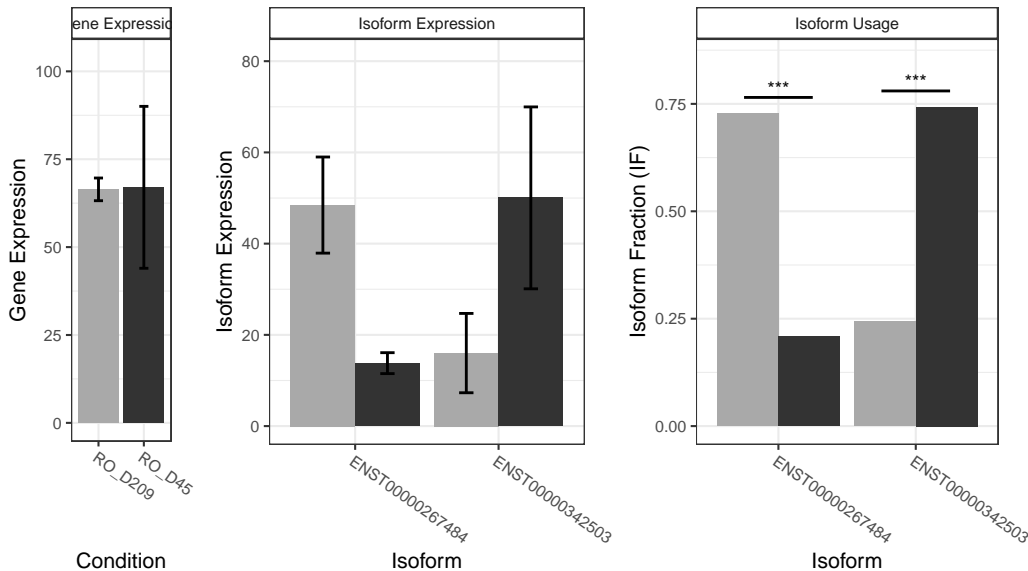 ene Expressio
Gene Expression
100
75
50
25
0
RO_D209
RO_D45
Condition
Isoform Expression
Isoform Expression
80
60
40
20
0
ENST00000267484
ENST00000342503
Isoform
Isoform Usage
Isoform Fraction (IF)
0.75
0.50
0.25
0.00
***
***
ENST00000267484
ENST00000342503
Isoform